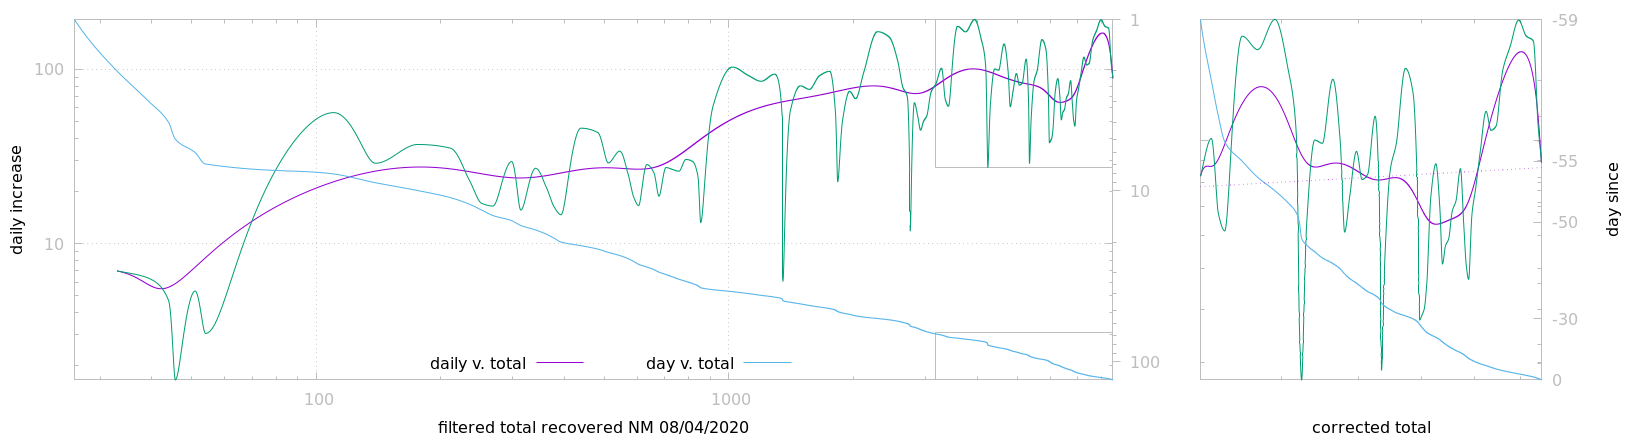 daily increase
100
10
100
1000
1
10
100
daily v. total
day v. total
filtered total recovered NM 08/04/2020
-59
-55
-50
-30
0
day since
corrected total